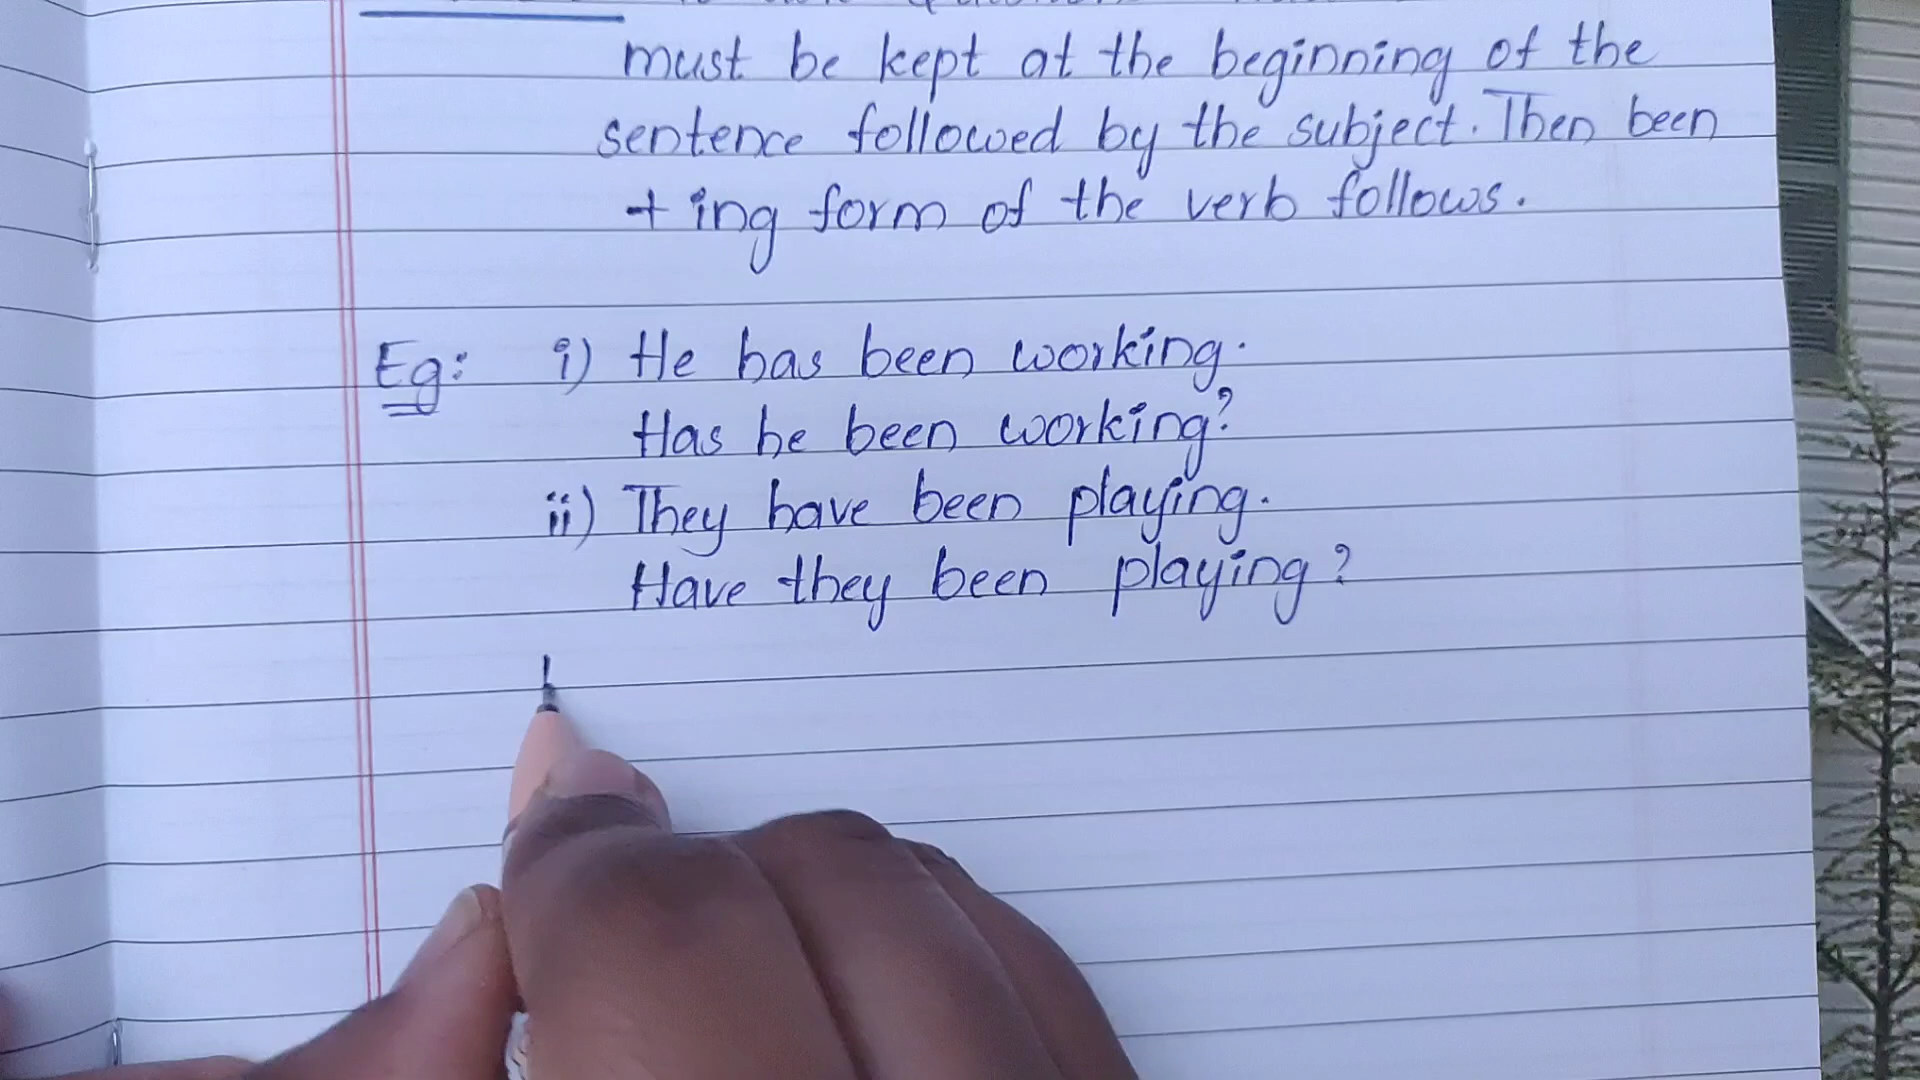 must be kept at the beginning of the
sentence followed by the subject. Then been
+ ing form of the verb follows.
Eg: i) He has been working.
Has he been working?
ii) They have been playing.
Have they been playing?